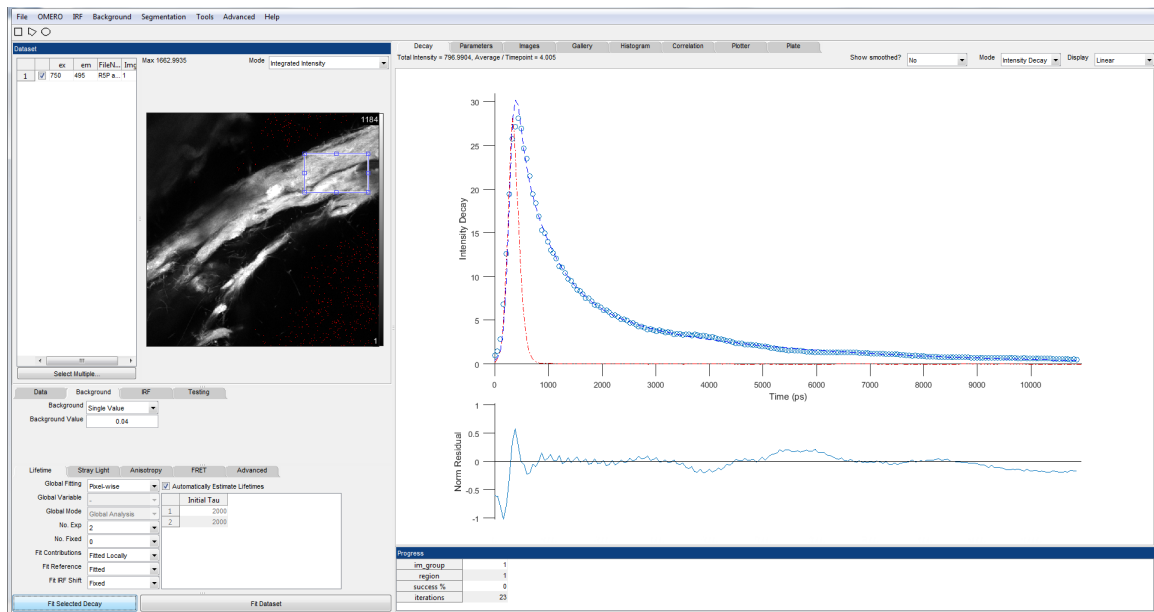 File OMERO IRF Background Segmentation Tools Advanced Help
Dataset
ex em FileN... Img
1 750 495 R5P a... 1
Select Multiple...
Max 1662.9935 Mode Integrated Intensity
1184
1
Data Background IRF Testing
Background Single Value
Background Value 0.04
Lifetime Stray Light Anisotropy FRET Advanced
Global Fitting Pixel-wise
Global Variable -
Global Mode Global Analysis
No. Exp 2
No. Fixed 0
Fit Contributions Fitted Locally
Fit Reference Fitted
Fit IRF Shift Fixed
Automatically Estimate Lifetimes
Initial Tau
1 2000
2 2000
Fit Selected Decay Fit Dataset
Decay Parameters Images Gallery Histogram Correlation Plotter Plate
Total Intensity = 796.9904, Average / Timepoint = 4.005
Show smoothed? No Mode Intensity Decay Display Linear
Intensity Decay
30
25
20
15
10
5
0
0 1000 2000 3000 4000 5000 6000 7000 8000 9000 10000
Time (ps)
Norm Residual
1
0.5
0
-0.5
-1
Progress
im_group 1
region 1
success % 0
iterations 23